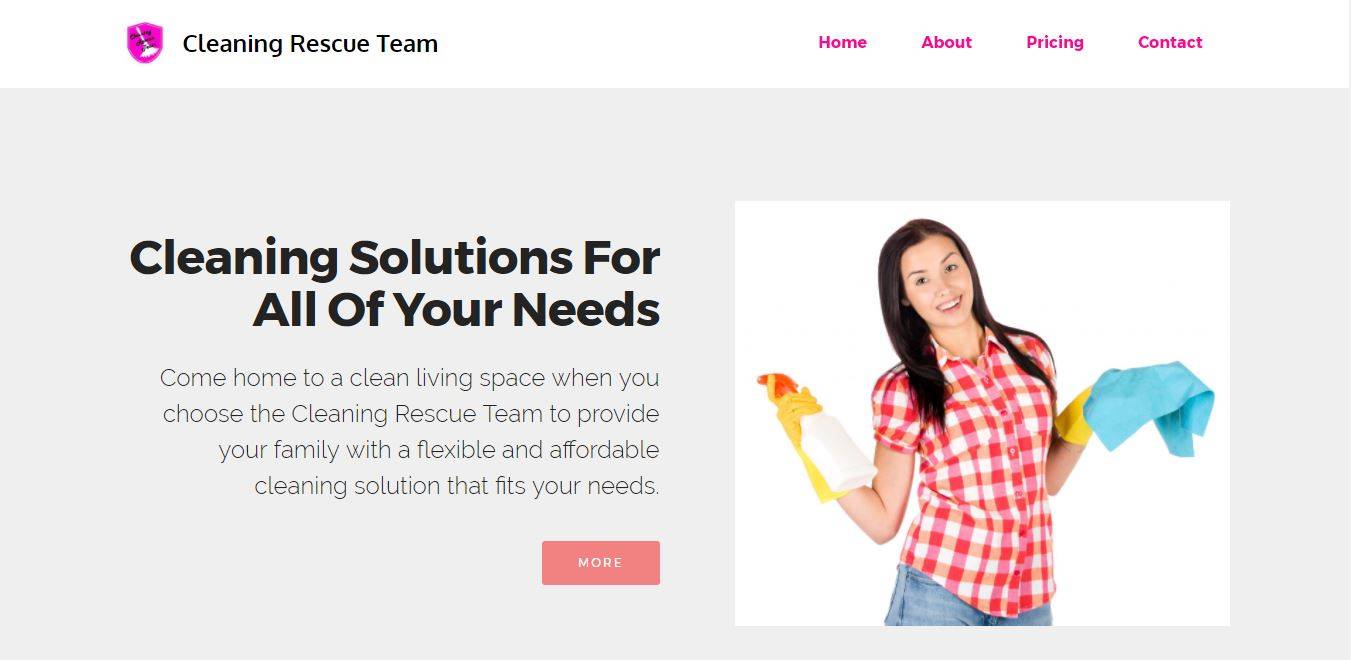 Cleaning Rescue Team
Home
About
Pricing
Contact
Cleaning Solutions For
All Of Your Needs
Come home to a clean living space when you
choose the Cleaning Rescue Team to provide
your family with a flexible and affordable
cleaning solution that fits your needs.
MORE